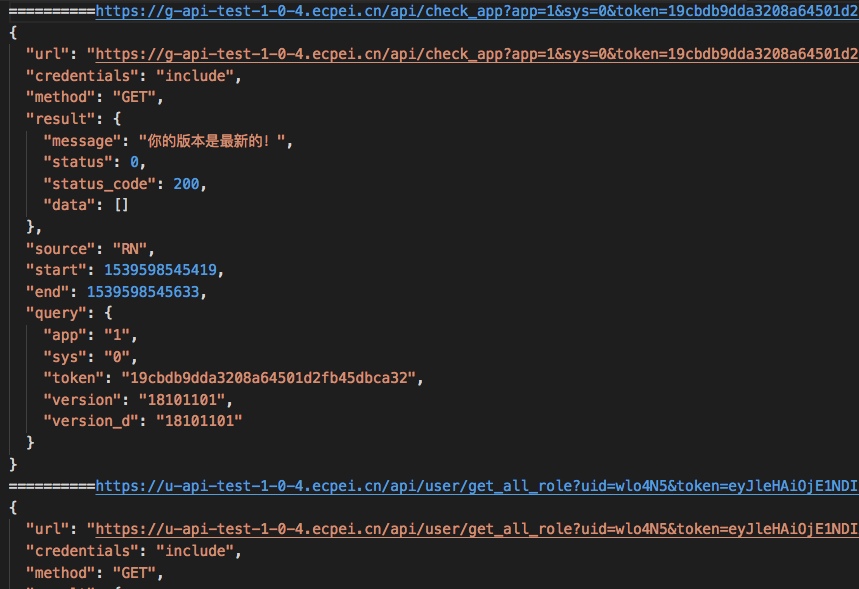 ==========https://g-api-test-1-0-4.ecpei.cn/api/check_app?app=1&sys=0&token=19cbdb9dda3208a64501d2
{
"url": "https://g-api-test-1-0-4.ecpei.cn/api/check_app?app=1&sys=0&token=19cbdb9dda3208a64501d2
"credentials": "include",
"method": "GET",
"result": {
"message": "你的版本是最新的！",
"status": 0,
"status_code": 200,
"data": []
},
"source": "RN",
"start": 1539598545419,
"end": 1539598545633,
"query": {
"app": "1",
"sys": "0",
"token": "19cbdb9dda3208a64501d2fb45dbca32",
"version": "18101101",
"version_d": "18101101"
}
}
==========https://u-api-test-1-0-4.ecpei.cn/api/user/get_all_role?uid=wlo4N5&token=eyJleHAiOjE1NDI
{
"url": "https://u-api-test-1-0-4.ecpei.cn/api/user/get_all_role?uid=wlo4N5&token=eyJleHAiOjE1NDI
"credentials": "include",
"method": "GET",